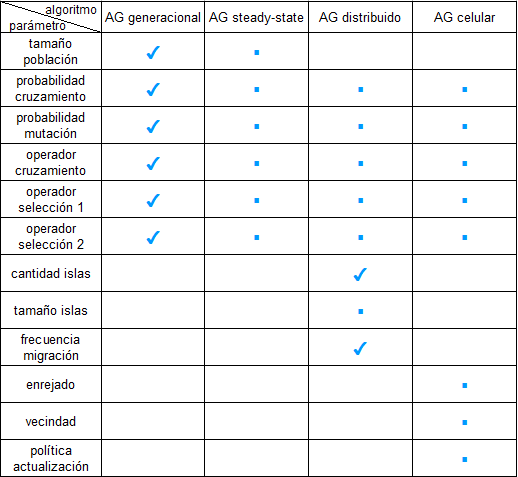 algoritmo
parámetro
AG generacional
AG steady-state
AG distribuido
AG celular
tamaño
población
probabilidad
cruzamiento
probabilidad
mutación
operador
cruzamiento
operador
selección 1
operador
selección 2
cantidad islas
tamaño islas
frecuencia
migración
enrejado
vecindad
política
actualización